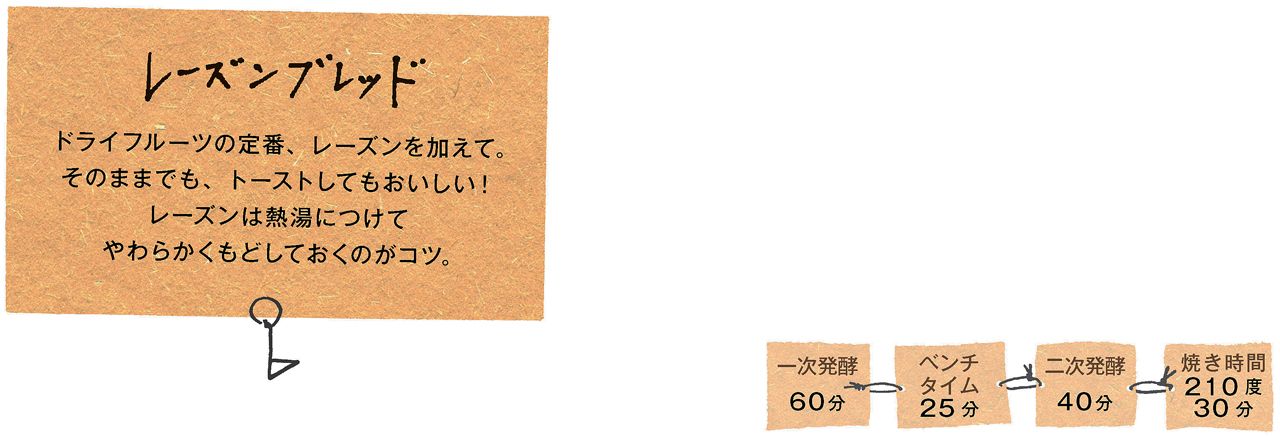 レーズンブレッド
ドライフルーツの定番、レーズンを加えて。
そのままでも、トーストしてもおいしい!
レーズンは熱湯につけて
やわらかくもどしておくのがコツ。
一次発酵
60分
ベンチ
タイム
25分
二次発酵
40分
焼き時間
210度
30分